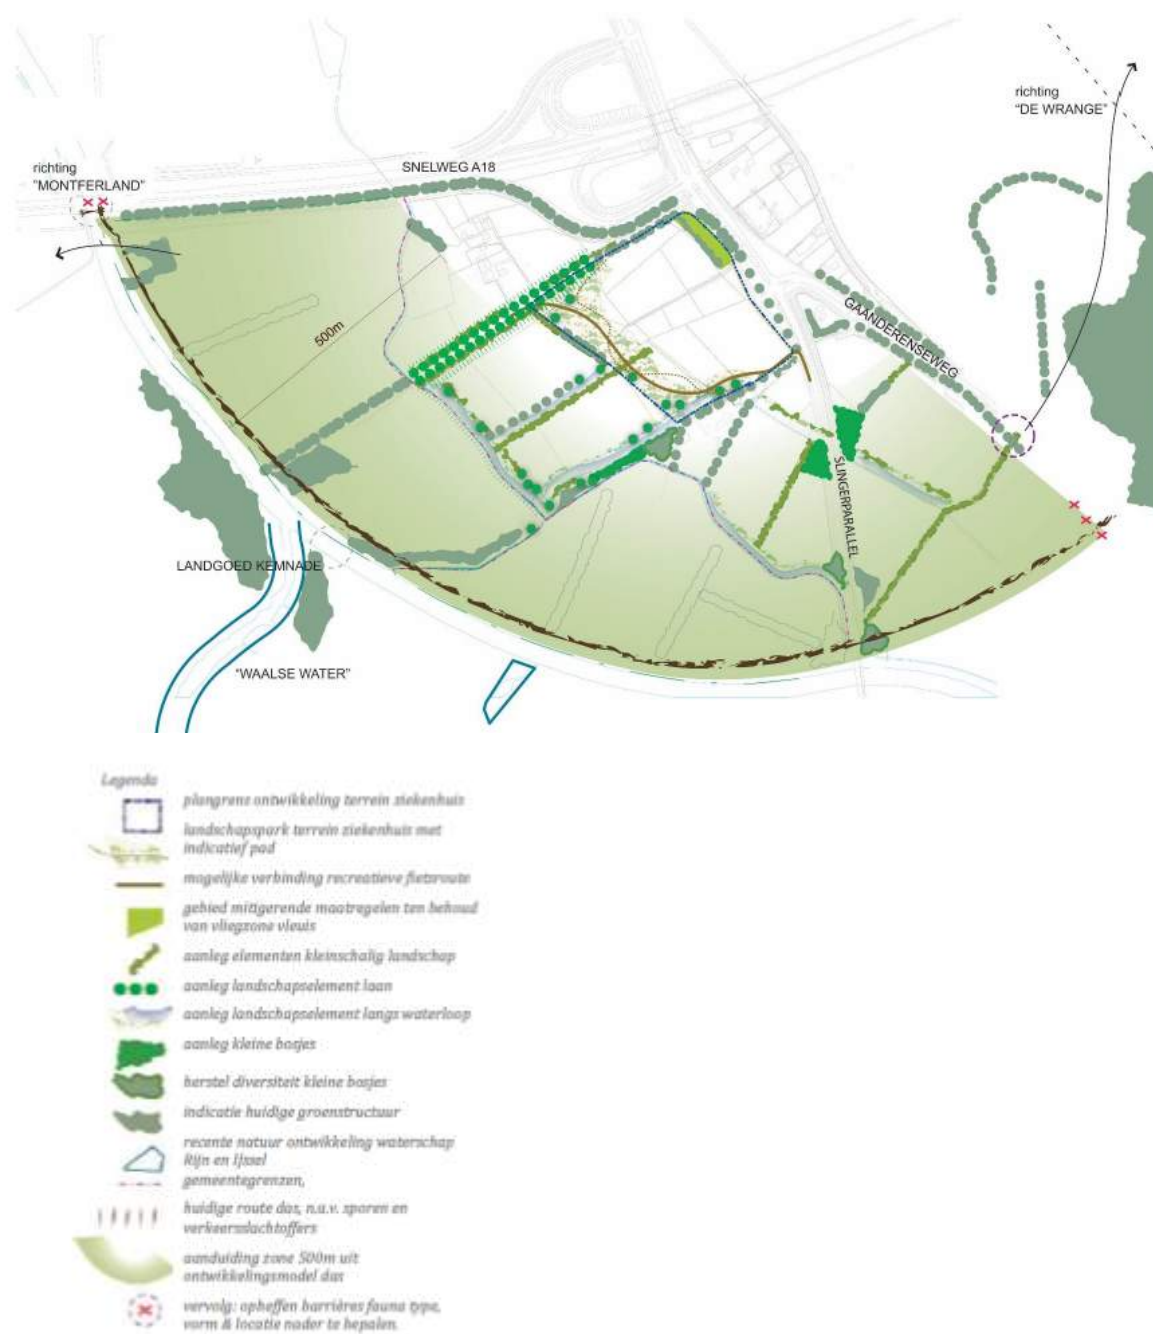 richting
"DE WRANGE"
richting
"MONTFERLAND"
SNELWEG A18
500m
GAANDERENSEWEG
SLINGERPARALLEL
LANDGOED KEMNADE
"WAALSE WATER"
Legenda
plangrens ontwikkeling terrein ziekenhuis
landschapspark terrein ziekenhuis met
indicatief pad
mogelijke verbinding recreatieve fietsroute
gebied mitigerende maatregelen ten behoud
van vliegzone vleuis
aanleg elementen kleinschalig landschap
aanleg landschapselement laan
aanleg landschapselement langs waterloop
aanleg kleine bosjes
herstel diversiteit kleine bosjes
indicatie huidige groenstructuur
recente natuur ontwikkeling waterschap
Rijn en Ijssel
gemeentegrenzen,
huidige route das, n.a.v. sporen en
verkeersslachtoffers
aanduiding zone 500m uit
ontwikkelingsmodel das
vervolg: opheffen barrières fauna type,
vorm & locatie nader te bepalen.